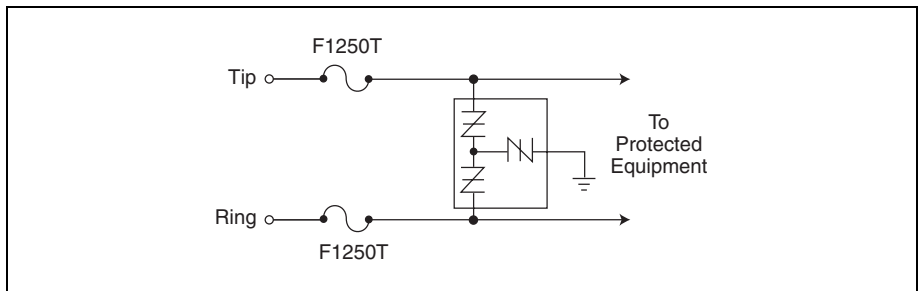 F1250T
Tip
To
Protected
Equipment
Ring
F1250T